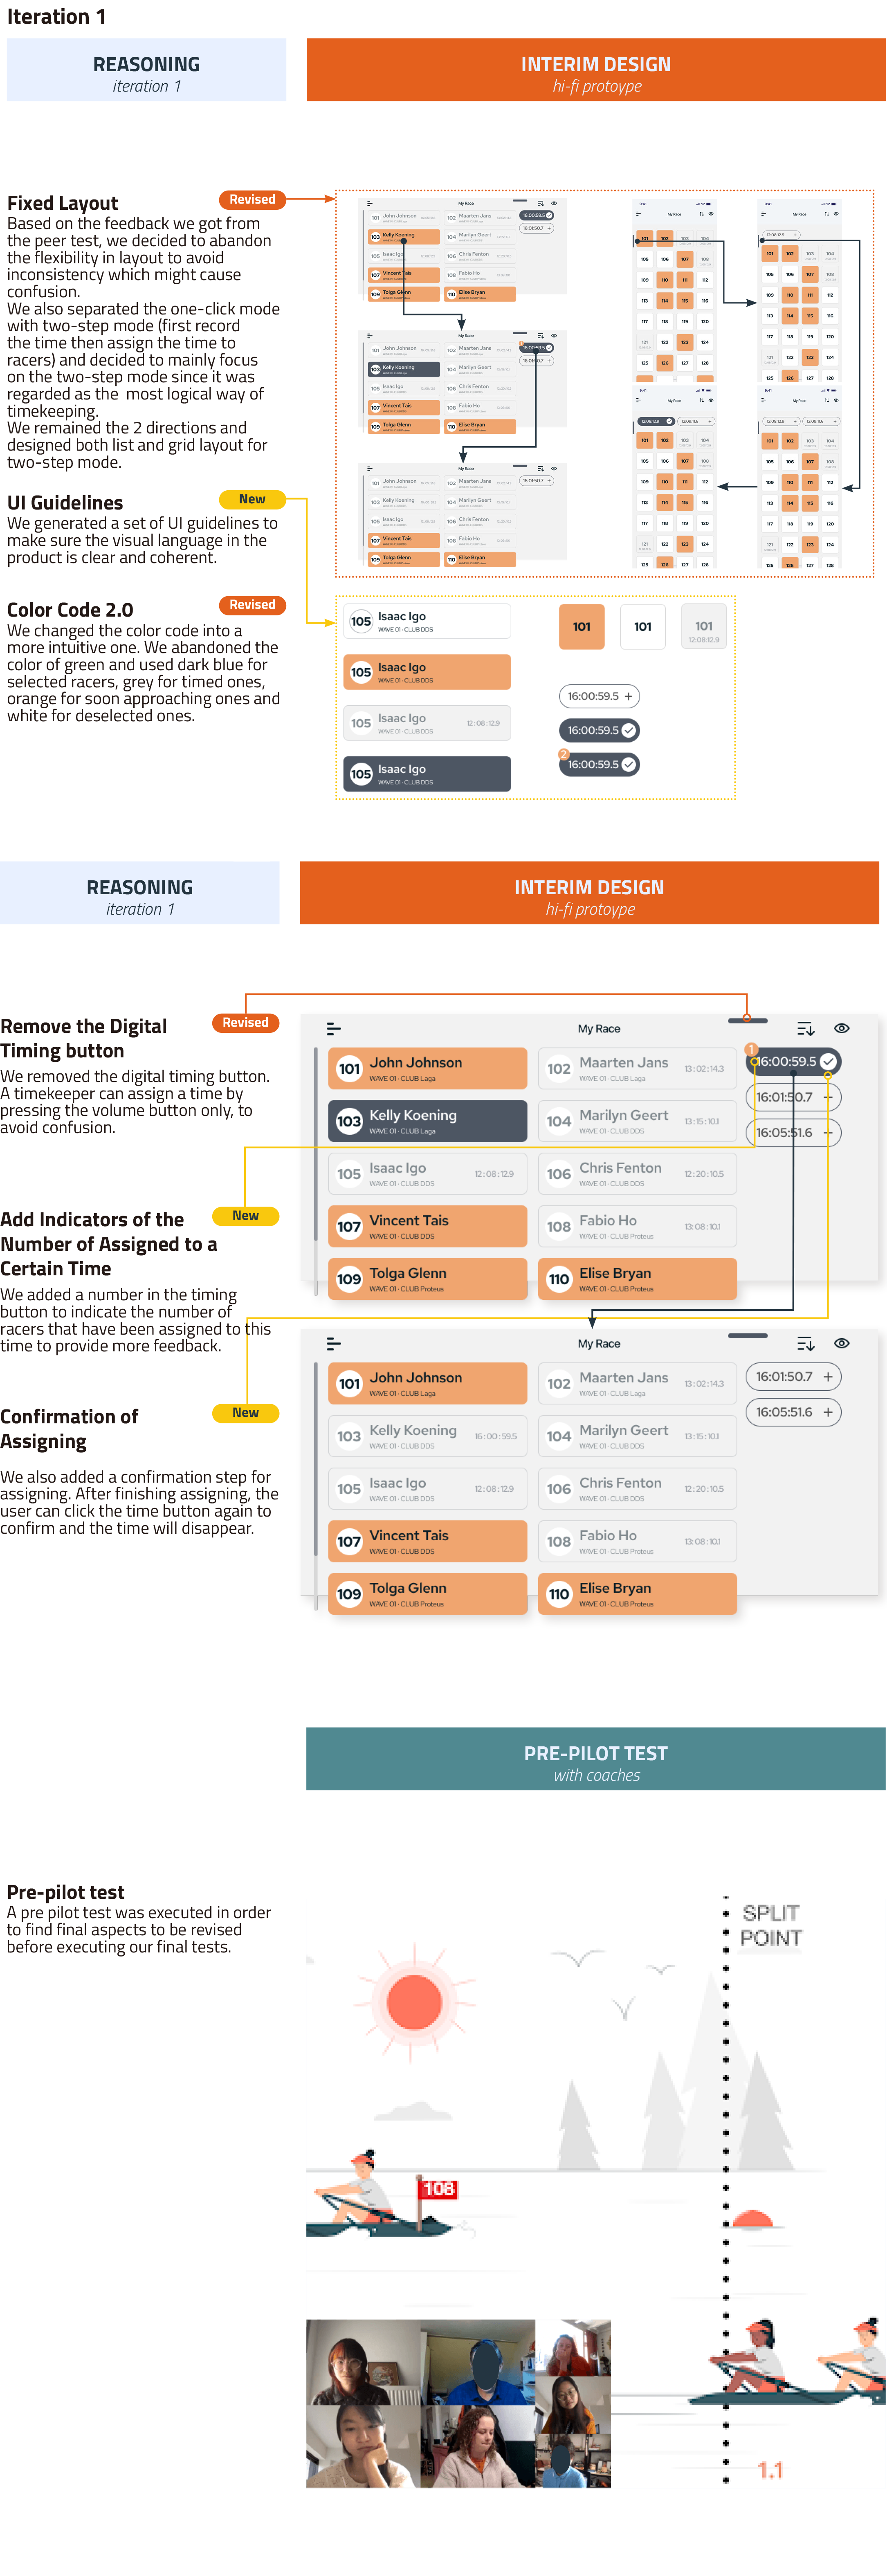 Iteration 1
REASONING
iteration 1
INTERIM DESIGN
hi-fi protoype
Fixed Layout
Revised
Based on the feedback we got from
the peer test, we decided to abandon
the flexibility in layout to avoid
inconsistency which might cause
confusion.
We also separated the one-click mode
with two-step mode (first record
the time then assign the time to
racers) and decided to mainly focus
on the two-step mode since it was
regarded as the most logical way of
timekeeping.
We remained the 2 directions and
designed both list and grid layout for
two-step mode.
UI Guidelines
New
We generated a set of UI guidelines to
make sure the visual language in the
product is clear and coherent.
Color Code 2.0
Revised
We changed the color code into a
more intuitive one. We abandoned the
color of green and used dark blue for
selected racers, grey for timed ones,
orange for soon approaching ones and
white for deselected ones.
105 Isaac Igo
WAVE 01 · CLUB DDS
105 Isaac Igo
WAVE 01 · CLUB DDS
105 Isaac Igo 12:08:12.9
WAVE 01 · CLUB DDS
105 Isaac Igo
WAVE 01 · CLUB DDS
101 101 101
12:08:12.9
16:00:59.5 +
16:00:59.5
2
16:00:59.5
REASONING
iteration 1
INTERIM DESIGN
hi-fi protoype
Remove the Digital
Timing button
Revised
We removed the digital timing button.
A timekeeper can assign a time by
pressing the volume button only, to
avoid confusion.
Add Indicators of the
Number of Assigned to a
Certain Time
New
We added a number in the timing
button to indicate the number of
racers that have been assigned to this
time to provide more feedback.
Confirmation of
Assigning
New
We also added a confirmation step for
assigning. After finishing assigning, the
user can click the time button again to
confirm and the time will disappear.
My Race
101 John Johnson
WAVE 01 · CLUB Laga
102 Maarten Jans 13:02:14.3
WAVE 01 · CLUB Laga
1
16:00:59.5
16:01:50.7
16:05:51.6
103 Kelly Koening
WAVE 01 · CLUB Laga
104 Marilyn Geert 13:15:10.1
WAVE 01 · CLUB DDS
105 Isaac Igo 12:08:12.9
WAVE 01 · CLUB DDS
106 Chris Fenton 12:20:10.5
WAVE 01 · CLUB DDS
107 Vincent Tais
WAVE 01 · CLUB DDS
108 Fabio Ho 13:08:10.1
WAVE 01 · CLUB Proteus
109 Tolga Glenn
WAVE 01 · CLUB Proteus
110 Elise Bryan
WAVE 01 · CLUB Proteus
My Race
101 John Johnson
WAVE 01 · CLUB Laga
102 Maarten Jans 13:02:14.3
WAVE 01 · CLUB Laga
16:01:50.7 +
16:05:51.6 +
103 Kelly Koening 16:00:59.5
WAVE 01 · CLUB DDS
104 Marilyn Geert 13:15:10.1
WAVE 01 · CLUB DDS
105 Isaac Igo 12:08:12.9
WAVE 01 · CLUB DDS
106 Chris Fenton 12:20:10.5
WAVE 01 · CLUB DDS
107 Vincent Tais
WAVE 01 · CLUB DDS
108 Fabio Ho 13:08:10.1
WAVE 01 · CLUB Proteus
109 Tolga Glenn
WAVE 01 · CLUB Proteus
110 Elise Bryan
WAVE 01 · CLUB Proteus
PRE-PILOT TEST
with coaches
Pre-pilot test
A pre pilot test was executed in order
to find final aspects to be revised
before executing our final tests.
SPLIT
POINT
108
1.1